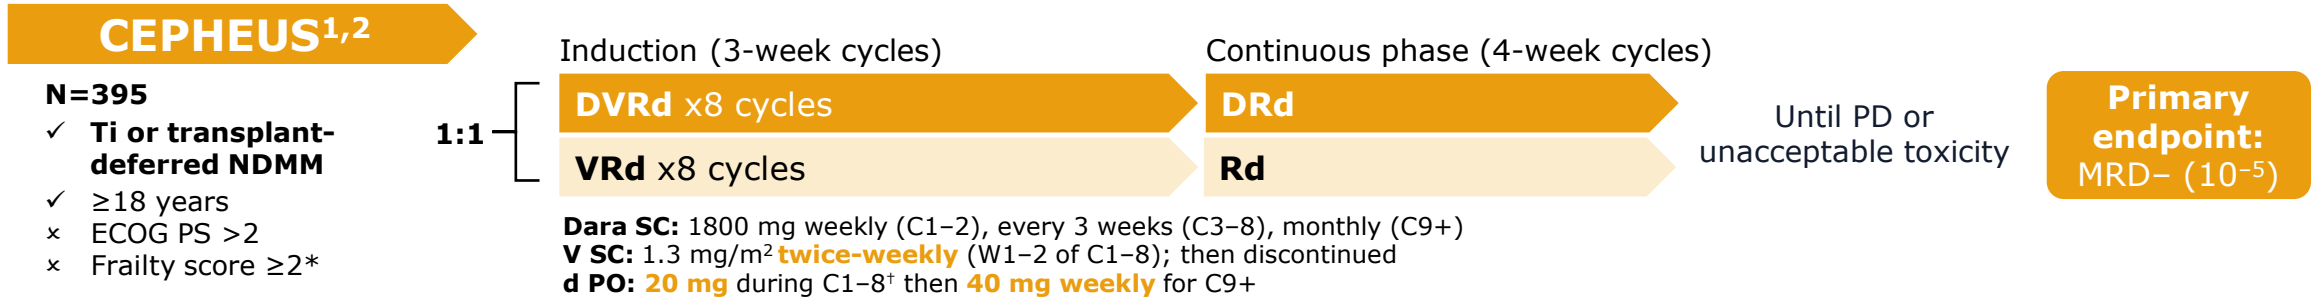 CEPHEUS¹,²
N=395
✓ Ti or transplant-
deferred NDMM
✓ ≥18 years
× ECOG PS >2
× Frailty score ≥2*
1:1
Induction (3-week cycles)
DVRd x8 cycles
VRd x8 cycles
Continuous phase (4-week cycles)
DRd
Rd
Dara SC: 1800 mg weekly (C1–2), every 3 weeks (C3–8), monthly (C9+)
V SC: 1.3 mg/m² twice-weekly (W1–2 of C1–8); then discontinued
d PO: 20 mg during C1–8† then 40 mg weekly for C9+
Until PD or
unacceptable toxicity
Primary
endpoint:
MRD– (10⁻⁵)